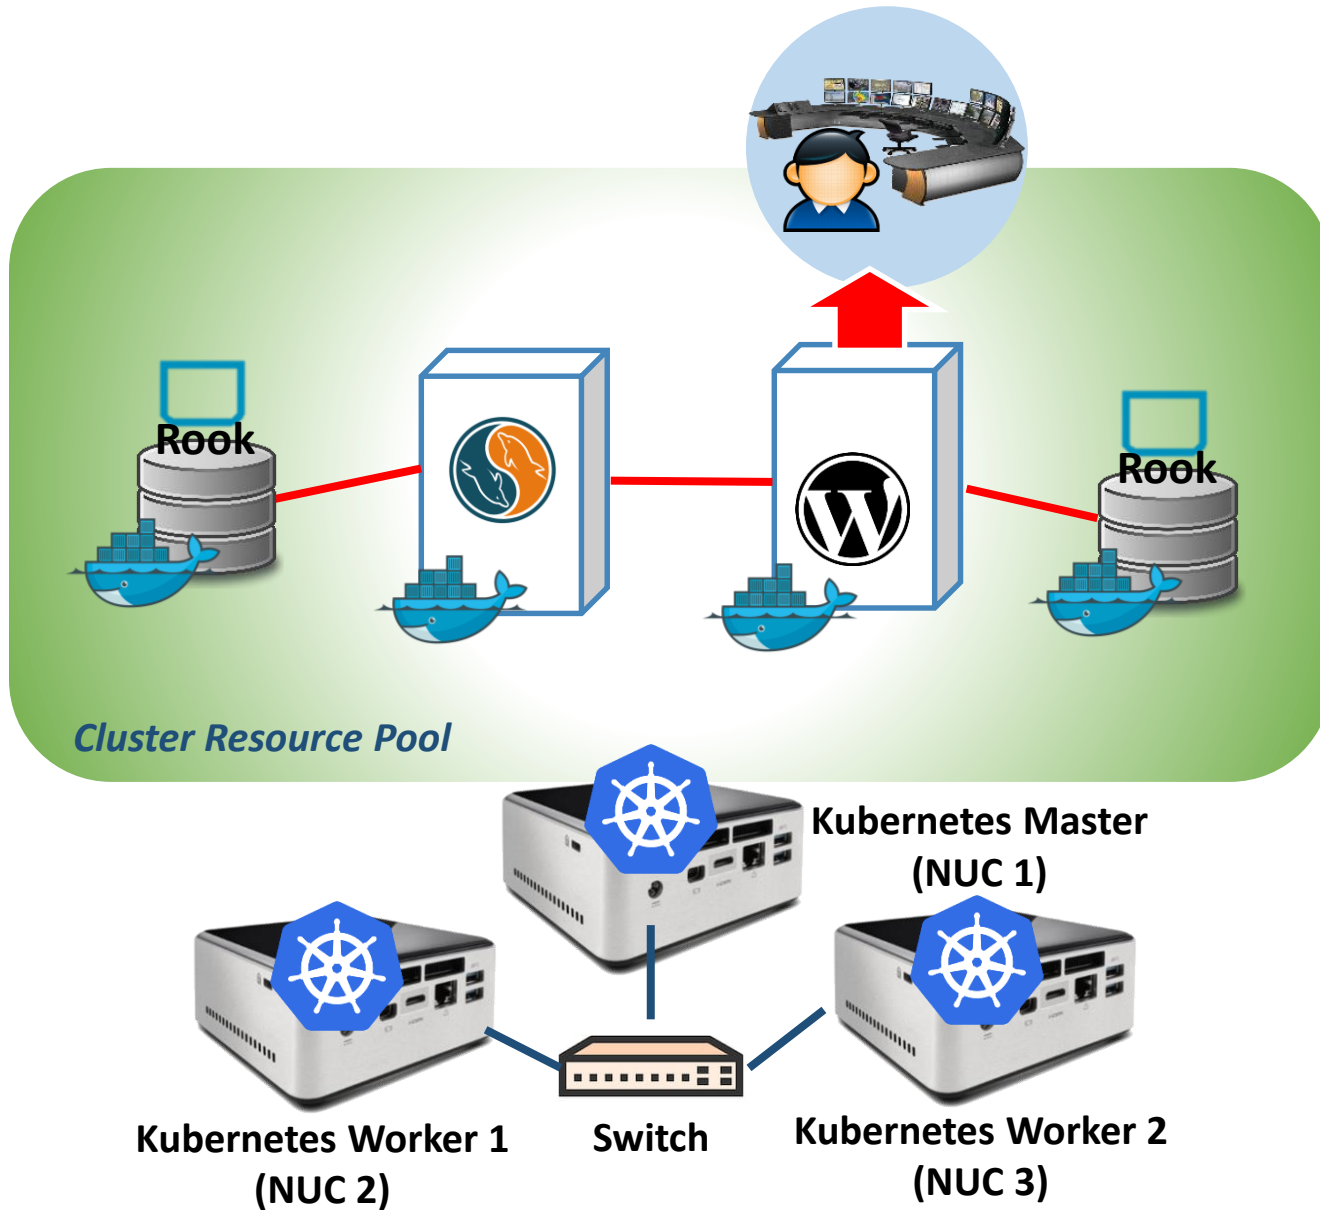 Rook
Rook
Cluster Resource Pool
Kubernetes Master
(NUC 1)
Kubernetes Worker 1
(NUC 2)
Switch
Kubernetes Worker 2
(NUC 3)